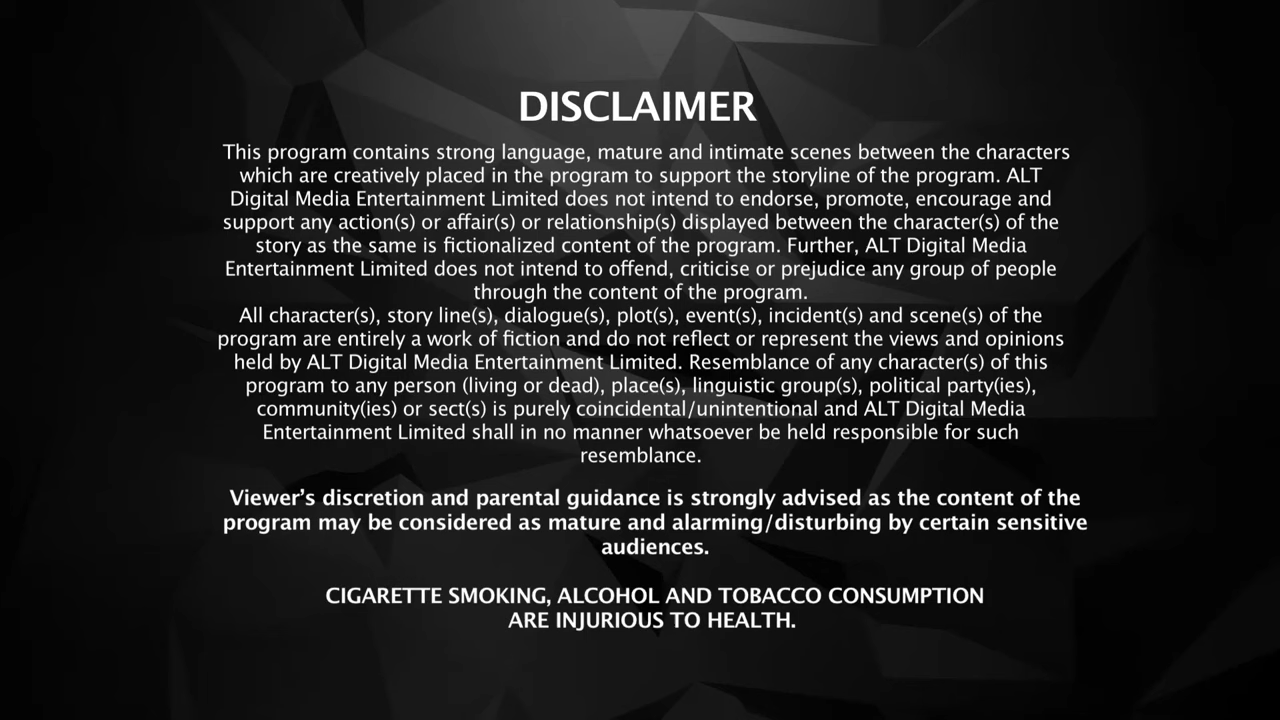 DISCLAIMER
This program contains strong language, mature and intimate scenes between the characters
which are creatively placed in the program to support the storyline of the program. ALT
Digital Media Entertainment Limited does not intend to endorse, promote, encourage and
support any action(s) or affair(s) or relationship(s) displayed between the character(s) of the
story as the same is fictionalized content of the program. Further, ALT Digital Media
Entertainment Limited does not intend to offend, criticise or prejudice any group of people
through the content of the program.
All character(s), story line(s), dialogue(s), plot(s), event(s), incident(s) and scene(s) of the
program are entirely a work of fiction and do not reflect or represent the views and opinions
held by ALT Digital Media Entertainment Limited. Resemblance of any character(s) of this
program to any person (living or dead), place(s), linguistic group(s), political party(ies),
community(ies) or sect(s) is purely coincidental/unintentional and ALT Digital Media
Entertainment Limited shall in no manner whatsoever be held responsible for such
resemblance.
Viewer’s discretion and parental guidance is strongly advised as the content of the
program may be considered as mature and alarming/disturbing by certain sensitive
audiences.
CIGARETTE SMOKING, ALCOHOL AND TOBACCO CONSUMPTION
ARE INJURIOUS TO HEALTH.